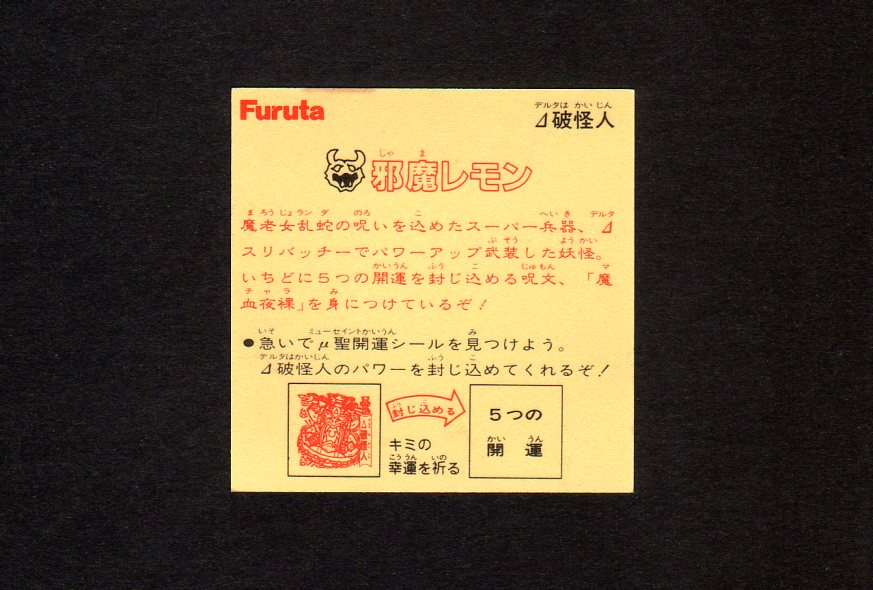 Furuta
デルタは かいじん
⊿破怪人
じゃ ま
邪魔レモン
ま ろうじょ ラン ダ のろ こ へい き デルタ
魔老女乱蛇の呪いを込めたスーパー兵器、⊿
ぶ そう よう かい
スリバッチーでパワーアップ武装した妖怪。
かいうん ふう こ じゅもん マ
いちどに5つの開運を封じ込める呪文、「魔
チャラ み
血夜裸」を身につけているぞ!
いそ ミューセイントかいうん み
●急いでμ聖開運シールを見つけよう。
デルタはかいじん ふう こ
⊿破怪人のパワーを封じ込めてくれるぞ!
⊿破怪人
ふう こ
封じ込める
キミの
こううん いの
幸運を祈る
5つの
かい うん
開運